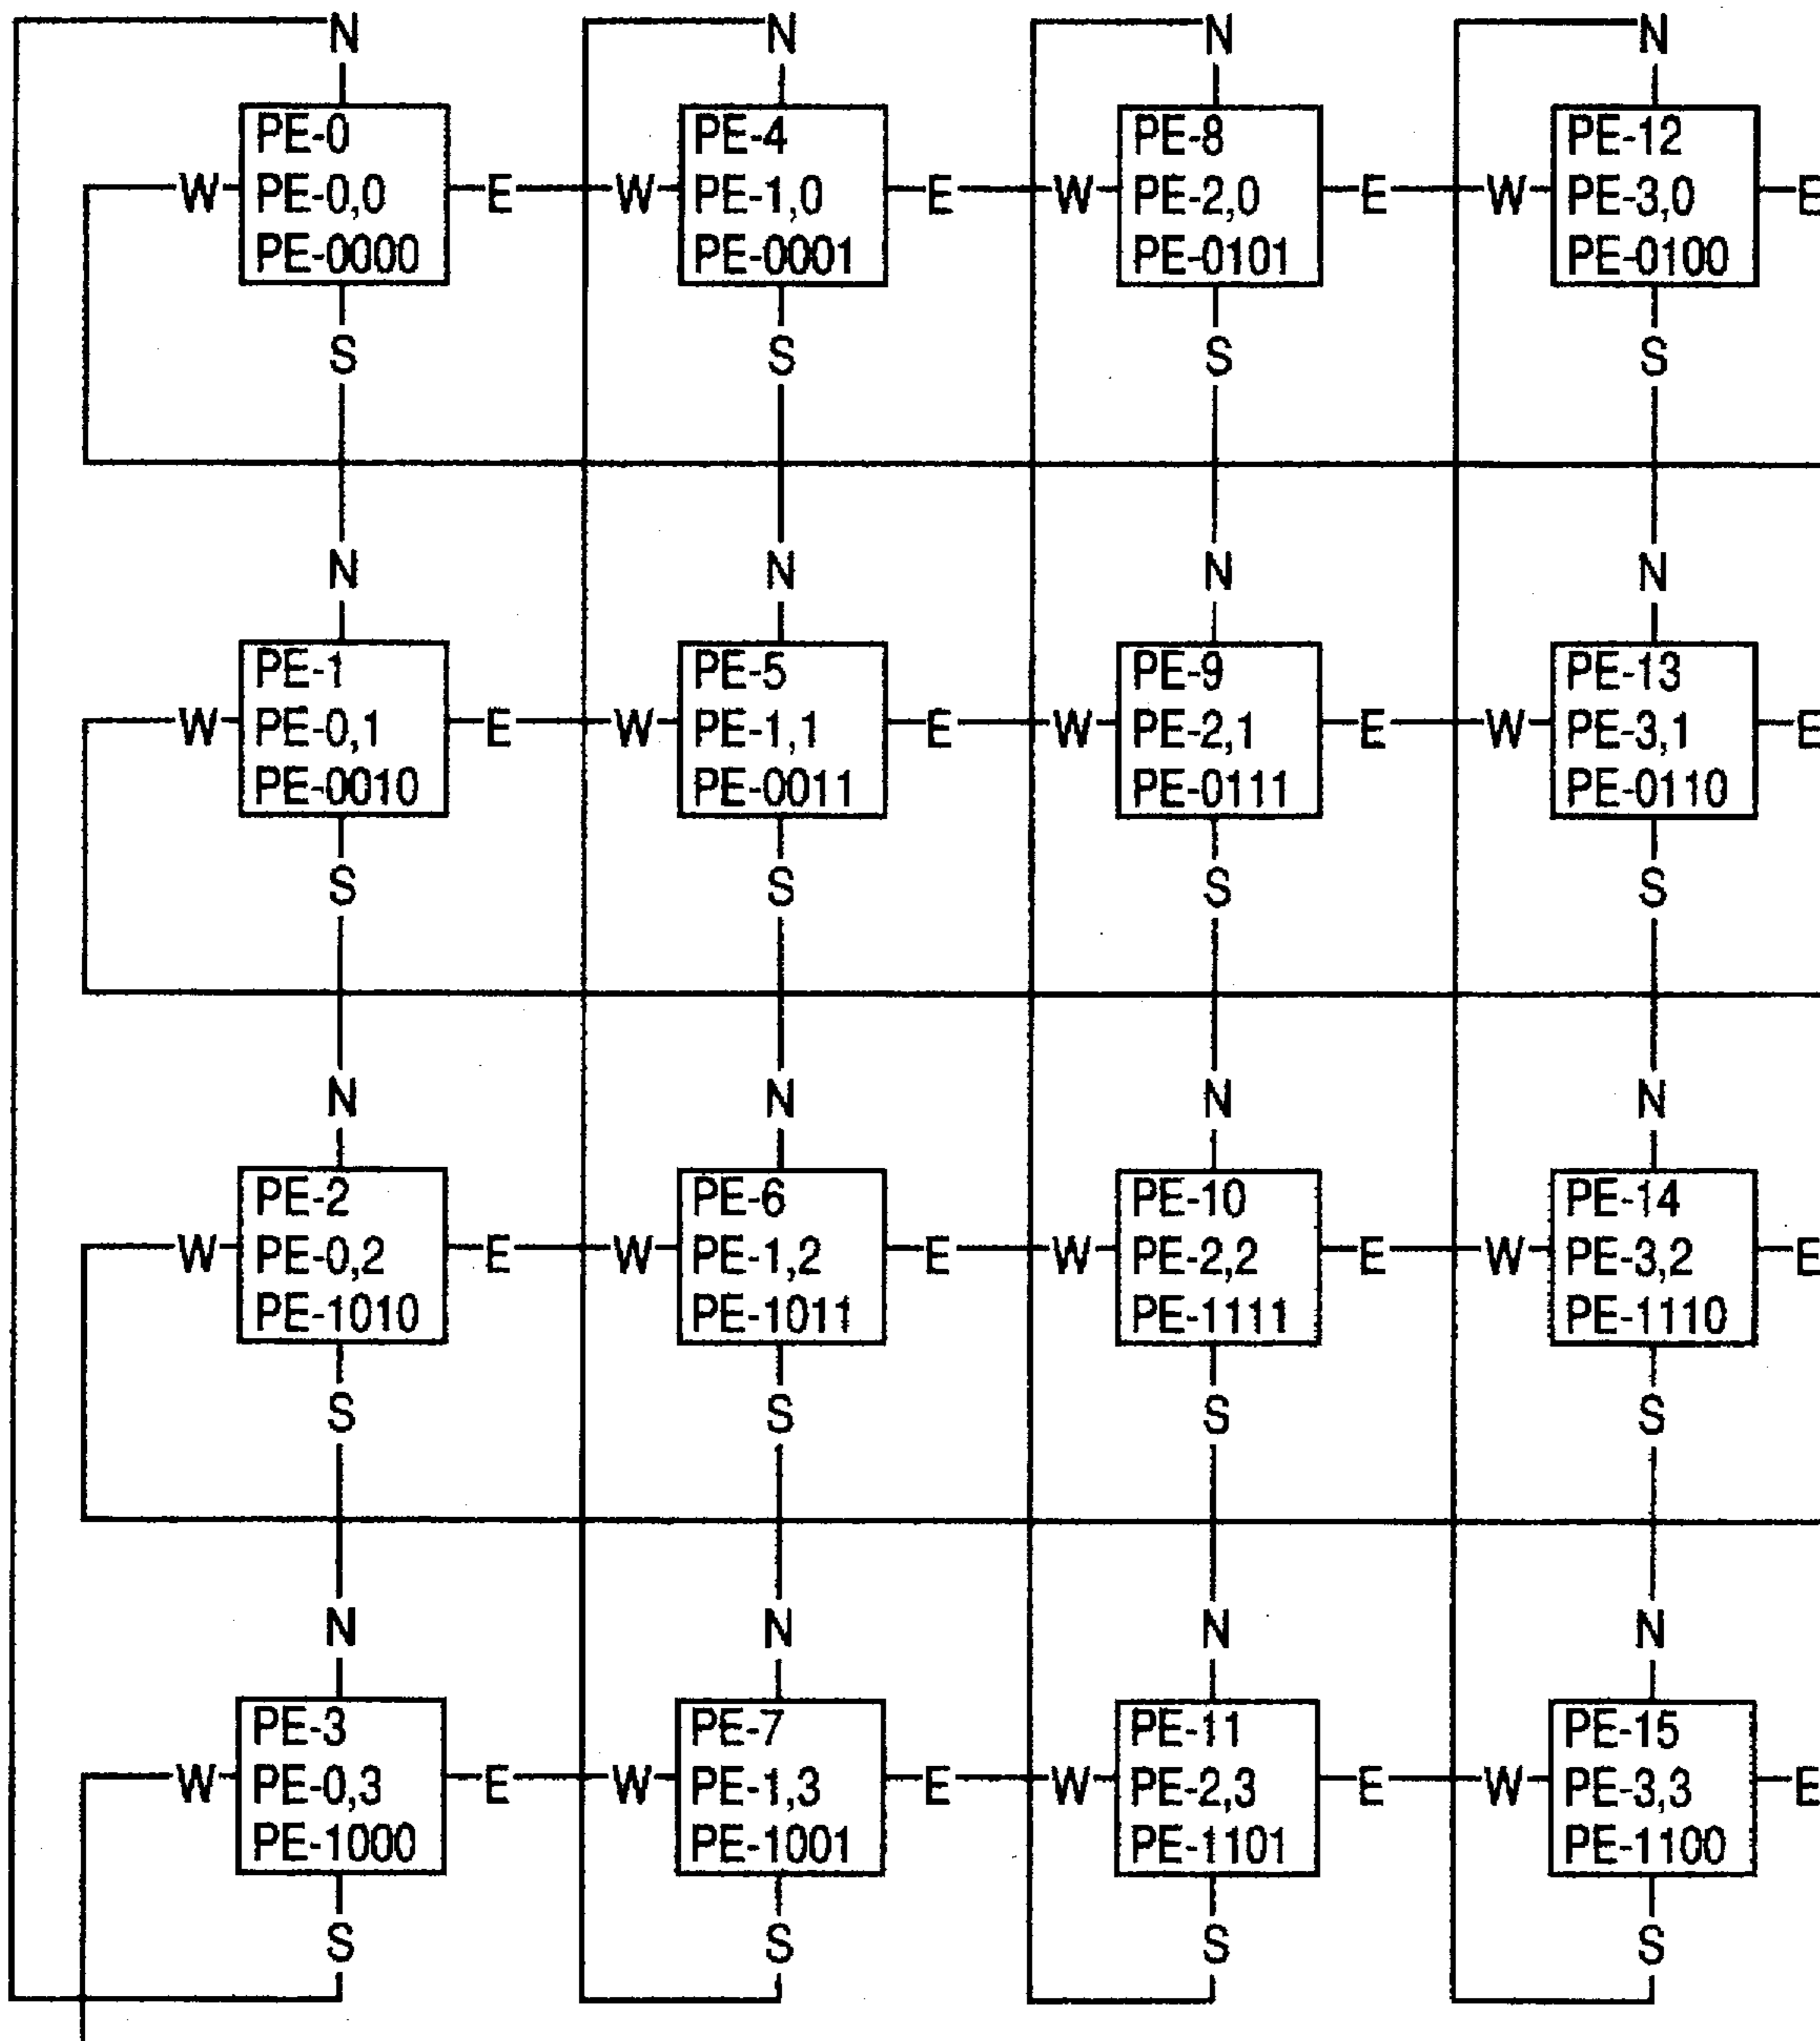 N N N N
PE-0 PE-4 PE-8 PE-12
W PE-0,0 E W PE-1,0 E W PE-2,0 E W PE-3,0 E
PE-0000 PE-0001 PE-0101 PE-0100
S S S S
N N N N
PE-1 PE-5 PE-9 PE-13
W PE-0,1 E W PE-1,1 E W PE-2,1 E W PE-3,1 E
PE-0010 PE-0011 PE-0111 PE-0110
S S S S
N N N N
PE-2 PE-6 PE-10 PE-14
W PE-0,2 E W PE-1,2 E W PE-2,2 E W PE-3,2 E
PE-1010 PE-1011 PE-1111 PE-1110
S S S S
N N N N
PE-3 PE-7 PE-11 PE-15
W PE-0,3 E W PE-1,3 E W PE-2,3 E W PE-3,3 E
PE-1000 PE-1001 PE-1101 PE-1100
S S S S